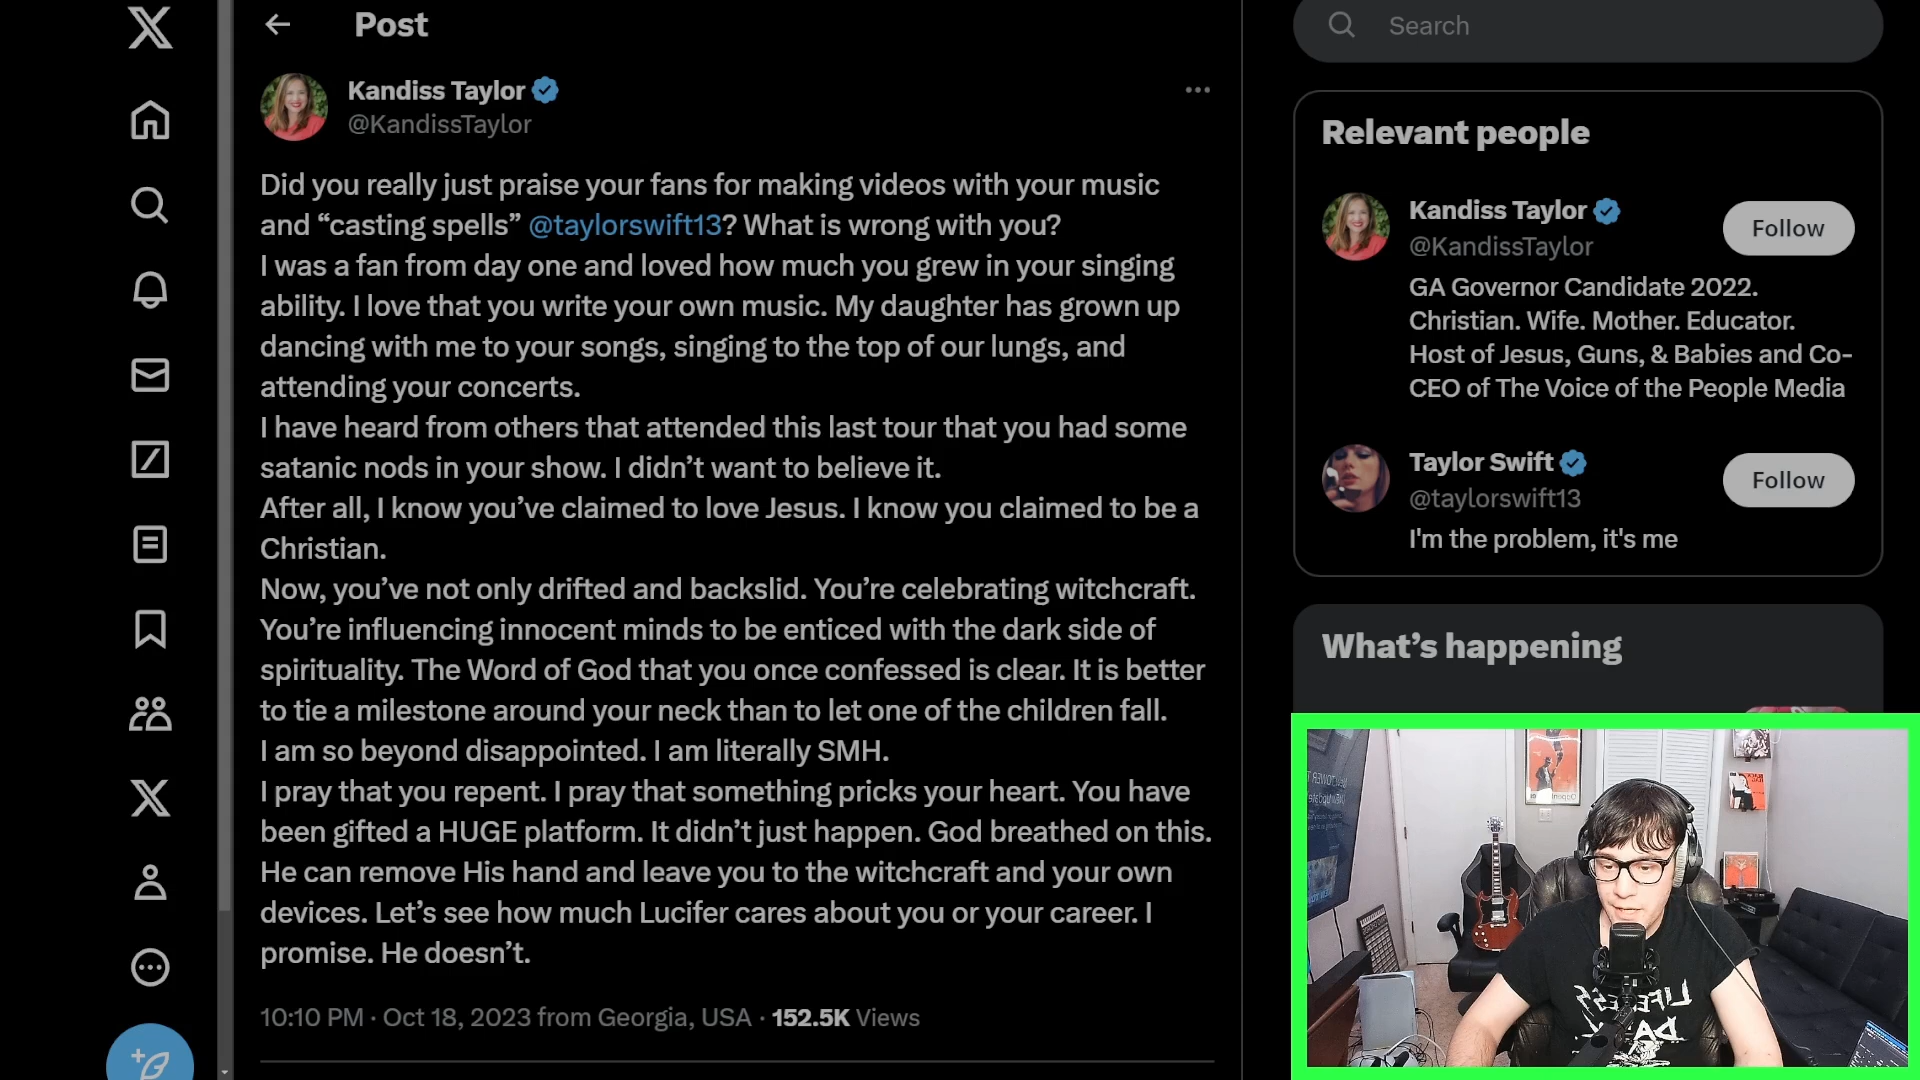 Post
Search
Kandiss Taylor
@KandissTaylor
Did you really just praise your fans for making videos with your music
and “casting spells” @taylorswift13? What is wrong with you?
I was a fan from day one and loved how much you grew in your singing
ability. I love that you write your own music. My daughter has grown up
dancing with me to your songs, singing to the top of our lungs, and
attending your concerts.
I have heard from others that attended this last tour that you had some
satanic nods in your show. I didn’t want to believe it.
After all, I know you’ve claimed to love Jesus. I know you claimed to be a
Christian.
Now, you’ve not only drifted and backslid. You’re celebrating witchcraft.
You’re influencing innocent minds to be enticed with the dark side of
spirituality. The Word of God that you once confessed is clear. It is better
to tie a milestone around your neck than to let one of the children fall.
I am so beyond disappointed. I am literally SMH.
I pray that you repent. I pray that something pricks your heart. You have
been gifted a HUGE platform. It didn’t just happen. God breathed on this.
He can remove His hand and leave you to the witchcraft and your own
devices. Let’s see how much Lucifer cares about you or your career. I
promise. He doesn’t.
10:10 PM · Oct 18, 2023 from Georgia, USA · 152.5K Views
Relevant people
Kandiss Taylor
@KandissTaylor
Follow
GA Governor Candidate 2022.
Christian. Wife. Mother. Educator.
Host of Jesus, Guns, & Babies and Co-
CEO of The Voice of the People Media
Taylor Swift
@taylorswift13
Follow
I'm the problem, it's me
What’s happening
LIFELESS
DARK